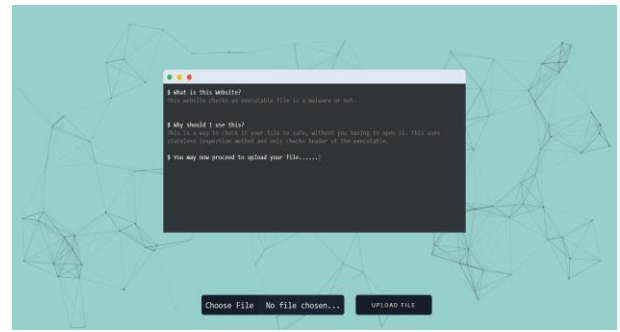 $ What is this Website?
This website checks an executable file is a malware or not.
$ Why should I use this?
This is a way to check if your file to safe, without you having to open it. This uses
stateless inspection method and only checks header of the executable.
$ You may now proceed to upload your file......|
Choose File No file chosen...
UPLOAD FILE